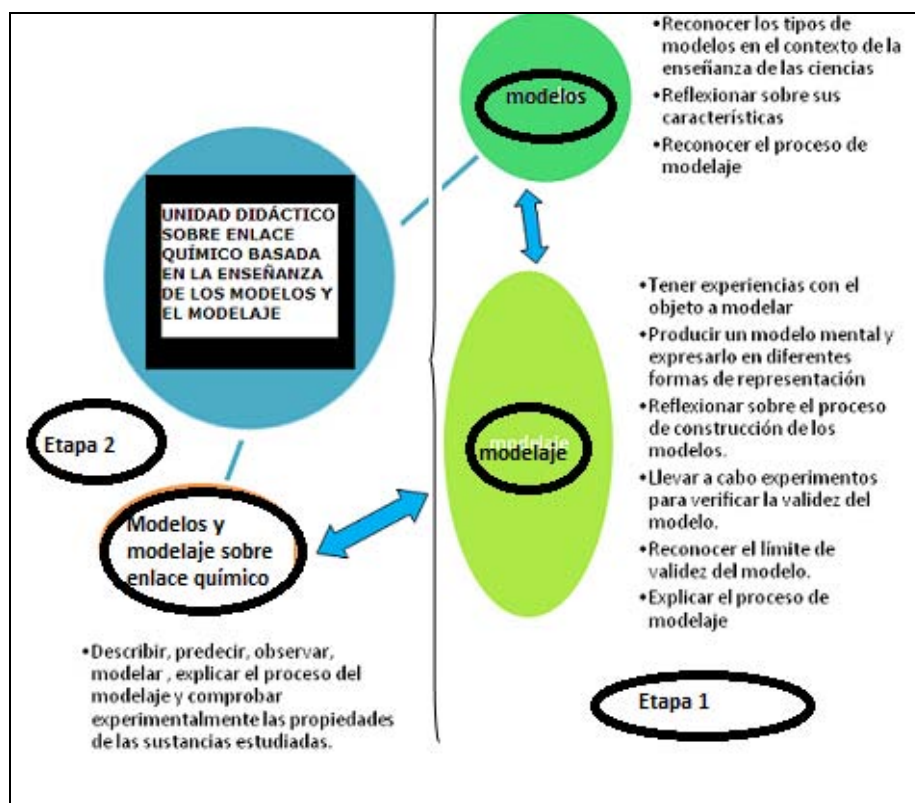 •Reconocer los tipos de
modelos en el contexto de la
enseñanza de las ciencias
•Reflexionar sobre sus
características
•Reconocer el proceso de
modelaje
modelos
UNIDAD DIDÁCTICO
SOBRE ENLACE
QUÍMICO BASADA
EN LA ENSEÑANZA
DE LOS MODELOS Y
EL MODELAJE
•Tener experiencias con el
objeto a modelar
•Producir un modelo mental y
expresarlo en diferentes
formas de representación
•Reflexionar sobre el proceso
de construcción de los
modelos.
•Llevar a cabo experimentos
para verificar la validez del
modelo.
•Reconocer el límite de
validez del modelo.
•Explicar el proceso de
modelaje
modelaje
Etapa 2
Modelos y
modelaje sobre
enlace químico
•Describir, predecir, observar,
modelar , explicar el proceso del
modelaje y comprobar
experimentalmente las propiedades
de las sustancias estudiadas.
Etapa 1